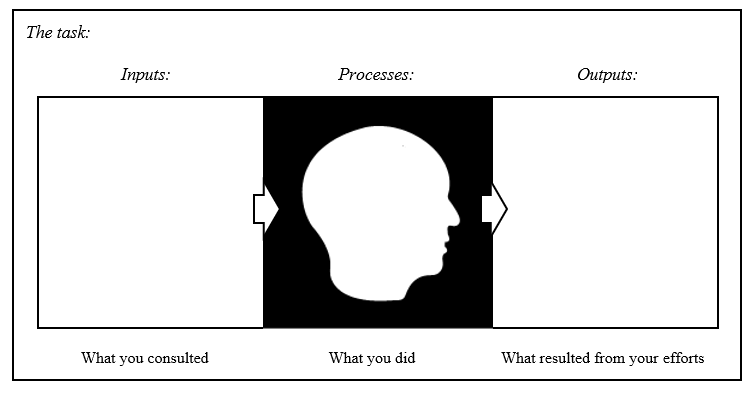 The task:
Inputs: Processes: Outputs:
What you consulted What you did What resulted from your efforts